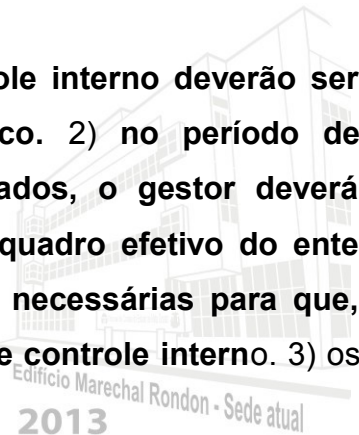 ole interno deverão ser
co. 2) no período de
ados, o gestor deverá
quadro efetivo do ente
necessárias para que,
e controle interno. 3) os
Edifício Marechal Rondon - Sede atual
2013